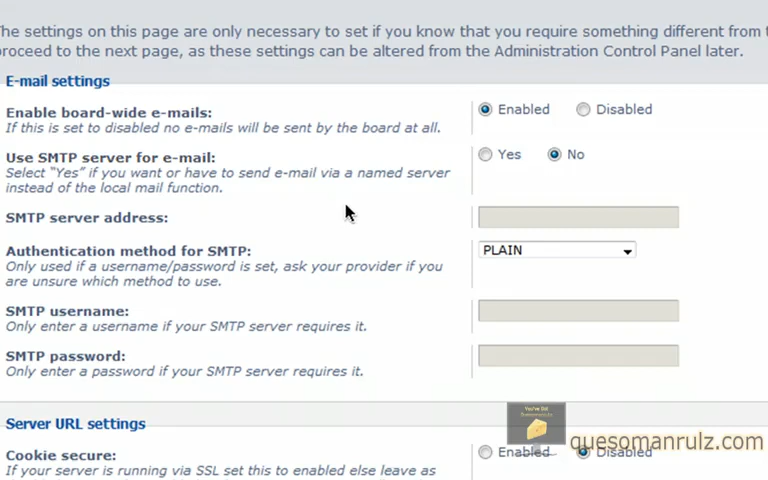 The settings on this page are only necessary to set if you know that you require something different from t
proceed to the next page, as these settings can be altered from the Administration Control Panel later.
E-mail settings
Enable board-wide e-mails:
If this is set to disabled no e-mails will be sent by the board at all.
Enabled Disabled
Use SMTP server for e-mail:
Select “Yes” if you want or have to send e-mail via a named server
instead of the local mail function.
Yes No
SMTP server address:
Authentication method for SMTP:
Only used if a username/password is set, ask your provider if you
are unsure which method to use.
PLAIN
SMTP username:
Only enter a username if your SMTP server requires it.
SMTP password:
Only enter a password if your SMTP server requires it.
Server URL settings
Cookie secure:
If your server is running via SSL set this to enabled else leave as
Enabled Disabled
You've Got
quesomanrulz.com